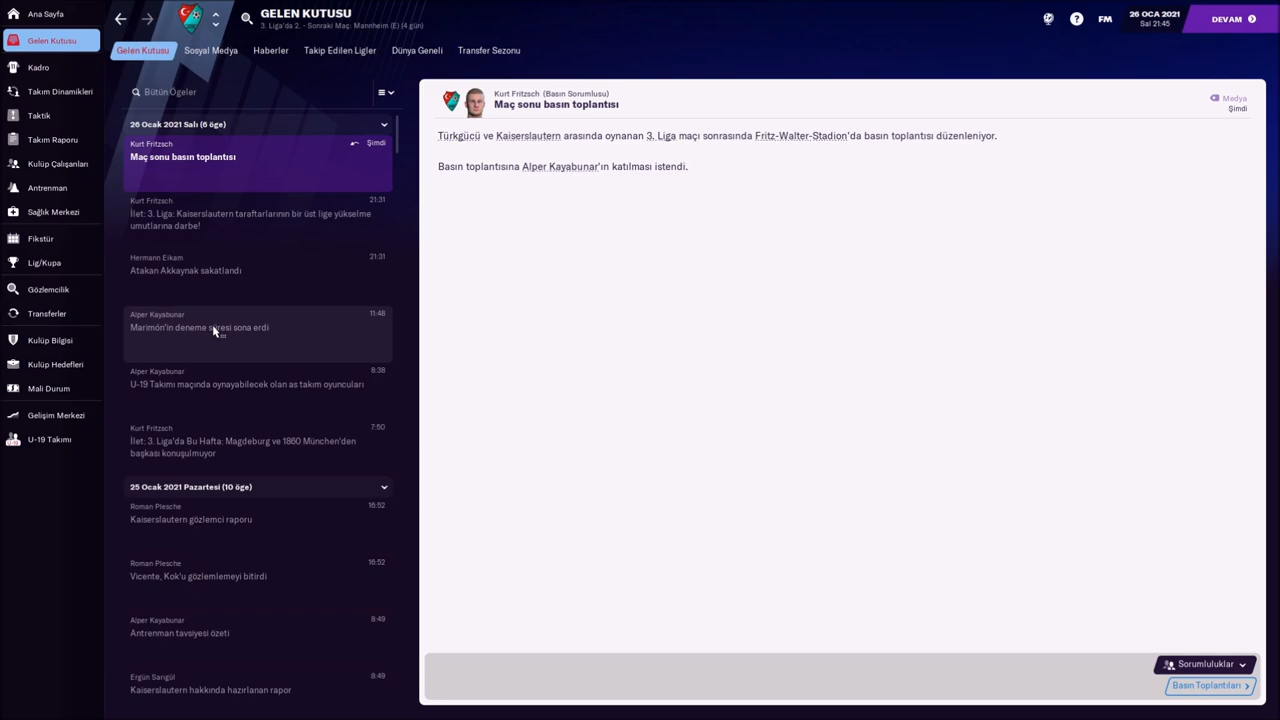 Ana Sayfa
Gelen Kutusu
Kadro
Takım Dinamikleri
Taktik
Takım Raporu
Kulüp Çalışanları
Antrenman
Sağlık Merkezi
Fikstür
Lig/Kupa
Gözlemcilik
Transferler
Kulüp Bilgisi
Kulüp Hedefleri
Mali Durum
Gelişim Merkezi
U-19 Takımı
GELEN KUTUSU
3. Liga'da 2. - Sonraki Maç: Mannheim (E) (4 gün)
FM
26 OCA 2021
Sal 21:45
DEVAM
Gelen Kutusu
Sosyal Medya
Haberler
Takip Edilen Ligler
Dünya Geneli
Transfer Sezonu
Bütün Ögeler
26 Ocak 2021 Salı (6 öge)
Kurt Fritzsch
Şimdi
Maç sonu basın toplantısı
Kurt Fritzsch
21:31
İlet: 3. Liga: Kaiserslautern taraftarlarının bir üst lige yükselme
umutlarına darbe!
Hermann Eikam
21:31
Atakan Akkaynak sakatlandı
Alper Kayabunar
11:48
Marimón'in deneme süresi sona erdi
Alper Kayabunar
8:38
U-19 Takımı maçında oynayabilecek olan as takım oyuncuları
Kurt Fritzsch
7:50
İlet: 3. Liga'da Bu Hafta: Magdeburg ve 1860 München'den
başkası konuşulmuyor
25 Ocak 2021 Pazartesi (10 öge)
Roman Plesche
16:52
Kaiserslautern gözlemci raporu
Roman Plesche
16:52
Vicente, Kok'u gözlemlemeyi bitirdi
Alper Kayabunar
8:49
Antrenman tavsiyesi özeti
Ergün Sarıgül
8:49
Kaiserslautern hakkında hazırlanan rapor
Kurt Fritzsch (Basın Sorumlusu)
Maç sonu basın toplantısı
Medya
Şimdi
Türkgücü ve Kaiserslautern arasında oynanan 3. Liga maçı sonrasında Fritz-Walter-Stadion'da basın toplantısı düzenleniyor.
Basın toplantısına Alper Kayabunar'ın katılması istendi.
Sorumluluklar
Basın Toplantıları